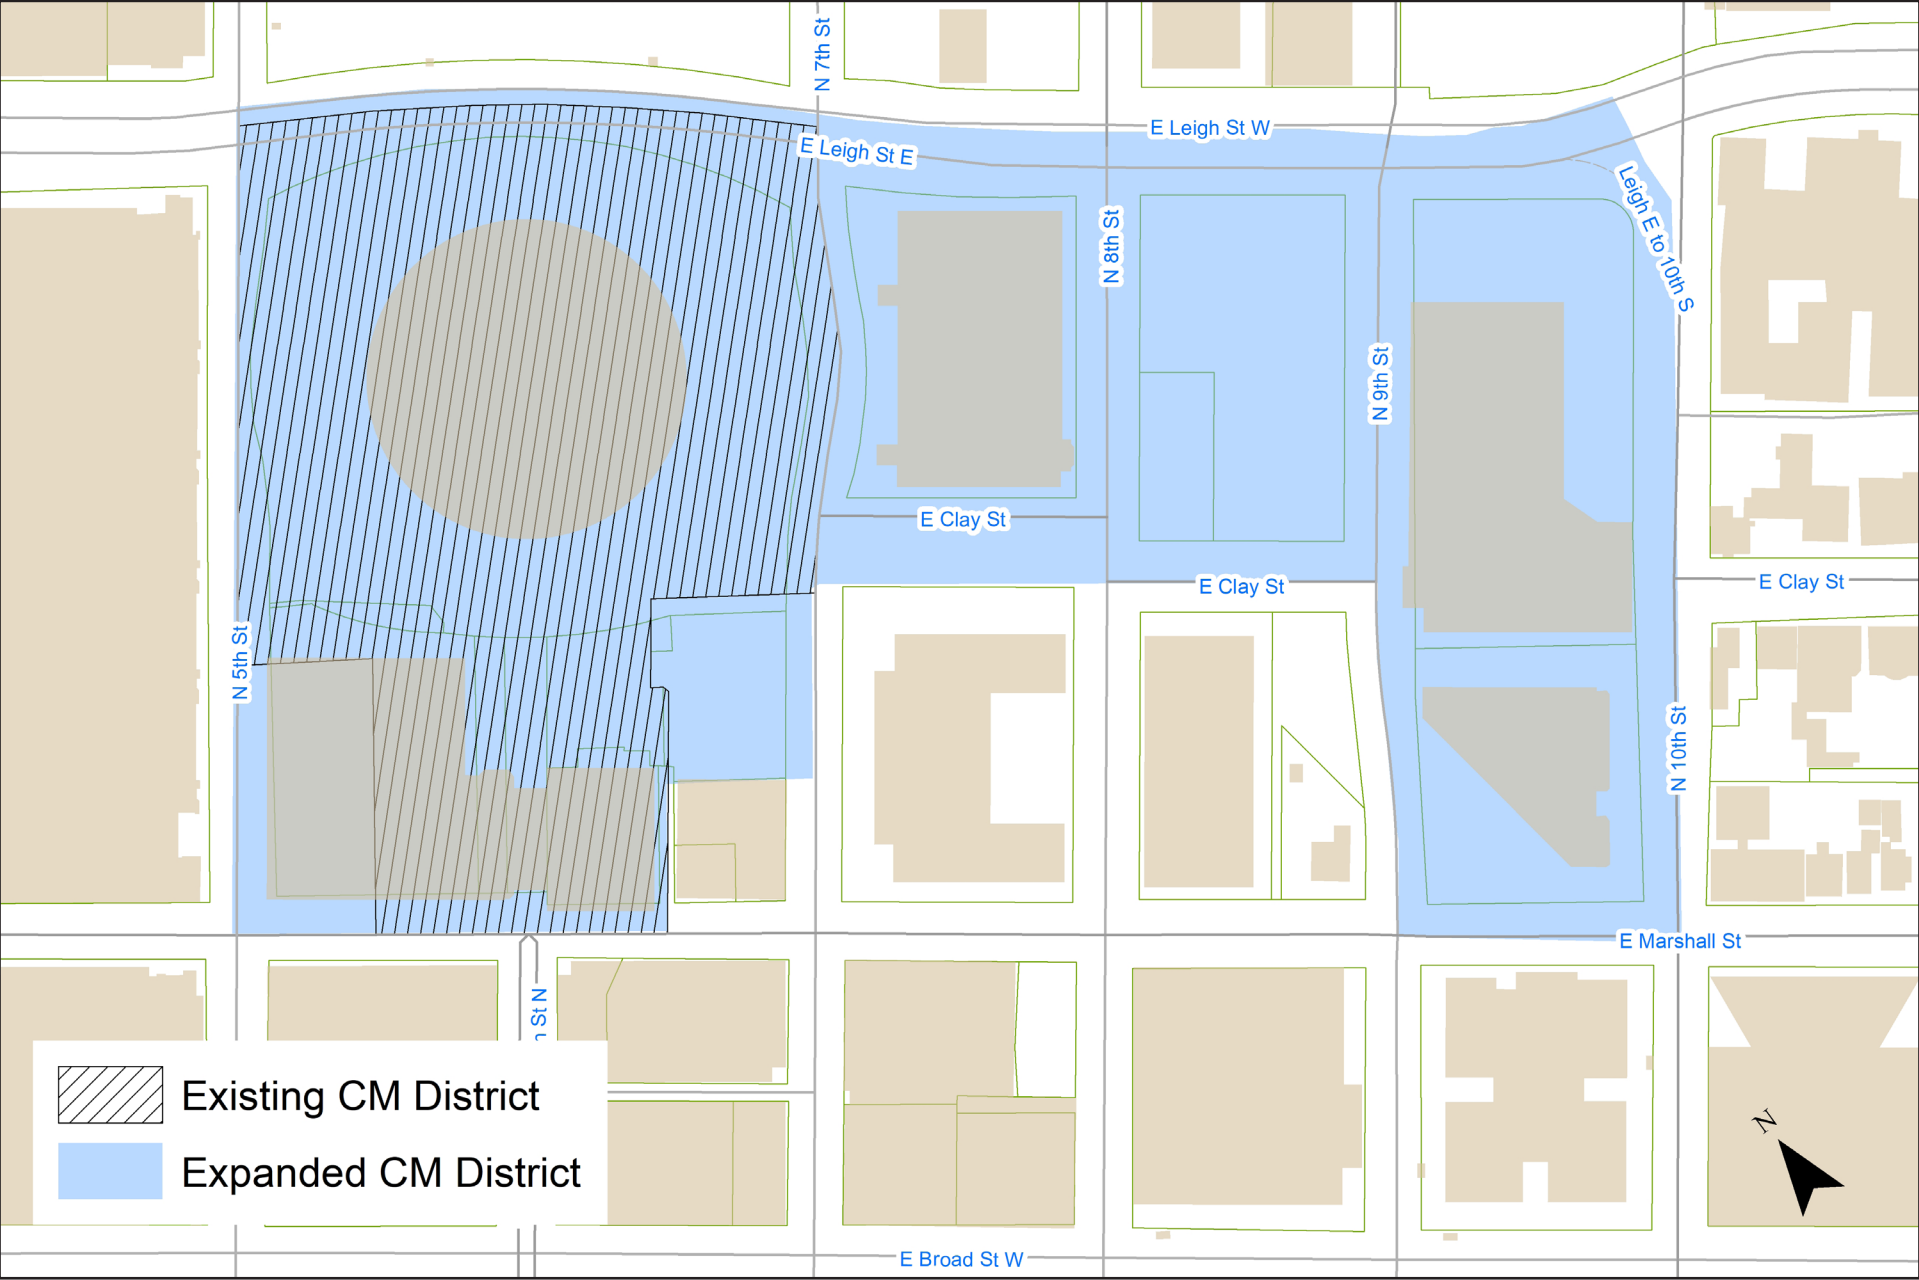 N 7th St
E Leigh St W
E Leigh St E
Leigh E to 10th S
N 8th St
N 9th St
E Clay St
E Clay St
E Clay St
N 5th St
N 10th St
E Marshall St
St N
Existing CM District
Expanded CM District
N
E Broad St W